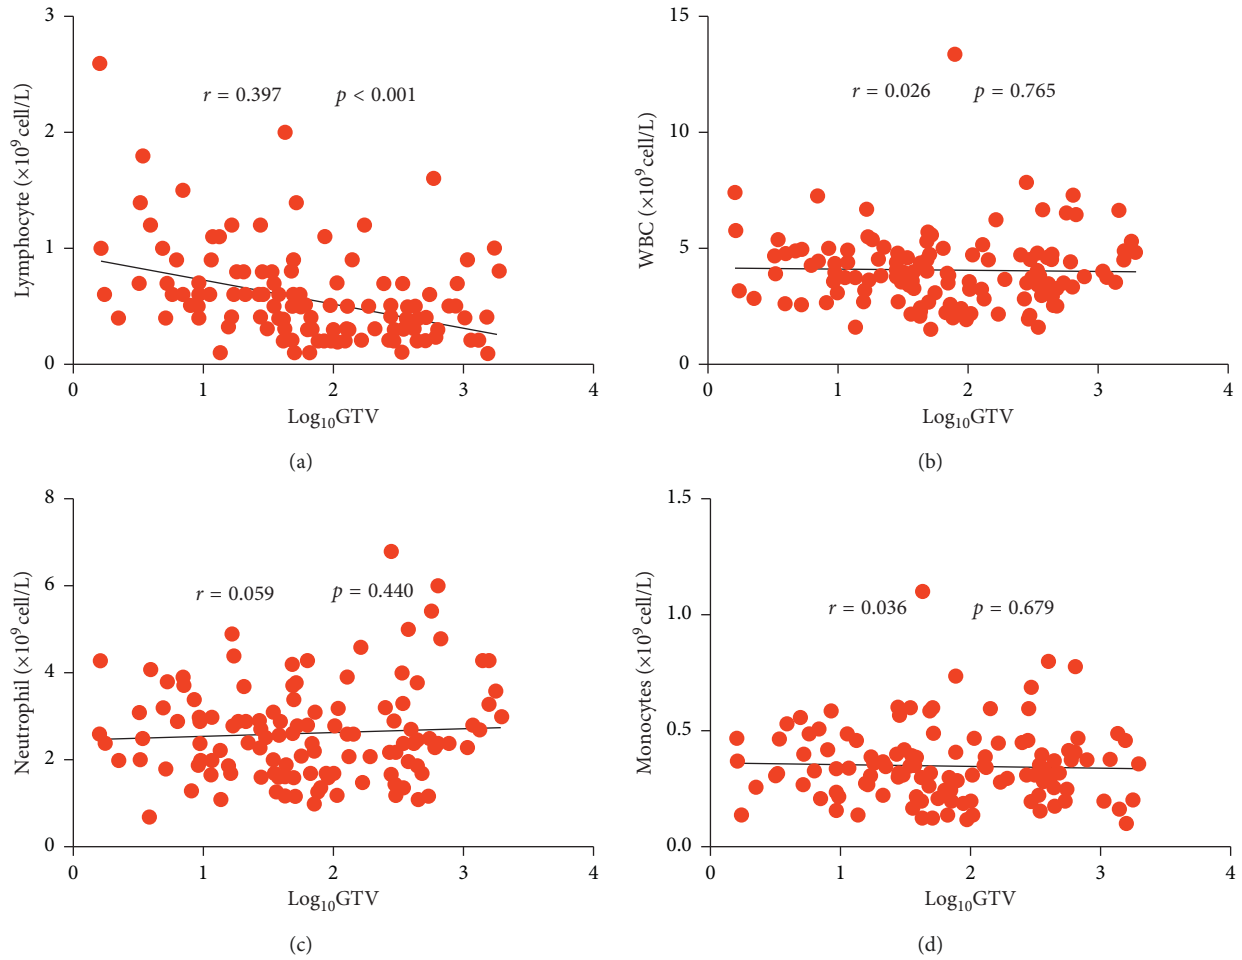 3
2
1
0
Lymphocyte (×10⁹ cell/L)
r = 0.397 p < 0.001
0 1 2 3 4
Log₁₀GTV
(a)
15
10
5
0
WBC (×10⁹ cell/L)
r = 0.026 p = 0.765
0 1 2 3 4
Log₁₀GTV
(b)
8
6
4
2
0
Neutrophil (×10⁹ cell/L)
r = 0.059 p = 0.440
0 1 2 3 4
Log₁₀GTV
(c)
1.5
1.0
0.5
0.0
Monocytes (×10⁹ cell/L)
r = 0.036 p = 0.679
0 1 2 3 4
Log₁₀GTV
(d)